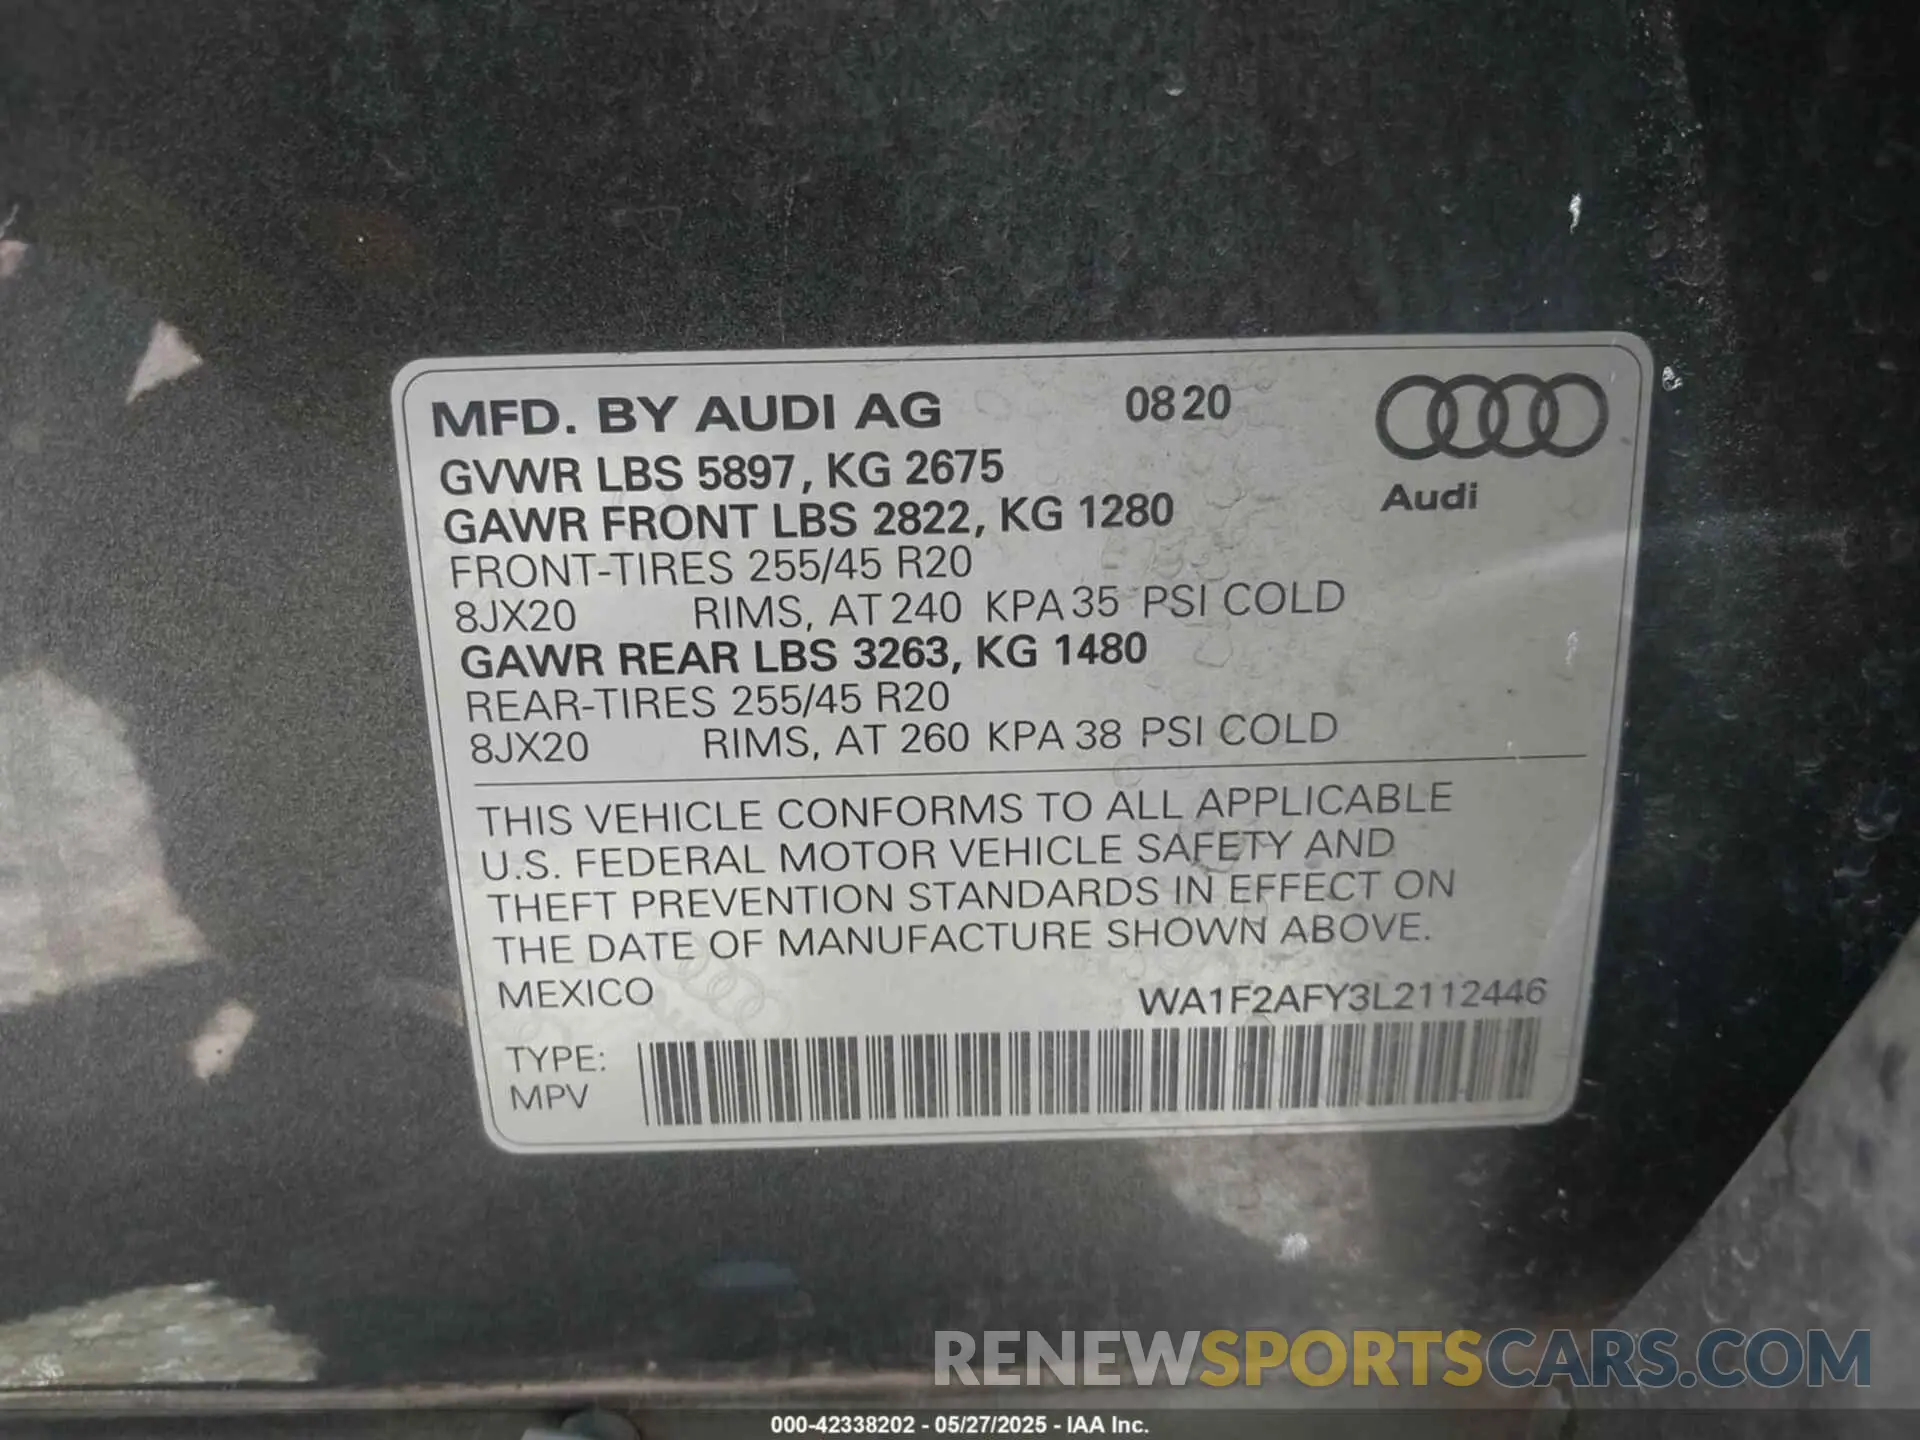 MFD. BY AUDI AG 0820
GVWR LBS 5897, KG 2675
GAWR FRONT LBS 2822, KG 1280
Audi
FRONT-TIRES 255/45 R20
8JX20 RIMS, AT 240 KPA 35 PSI COLD
GAWR REAR LBS 3263, KG 1480
REAR-TIRES 255/45 R20
8JX20 RIMS, AT 260 KPA 38 PSI COLD
THIS VEHICLE CONFORMS TO ALL APPLICABLE
U.S. FEDERAL MOTOR VEHICLE SAFETY AND
THEFT PREVENTION STANDARDS IN EFFECT ON
THE DATE OF MANUFACTURE SHOWN ABOVE.
MEXICO WA1F2AFY3L2112446
TYPE:
MPV
RENEWSPORTSCARS.COM
000-42338202 - 05/27/2025 - IAA Inc.